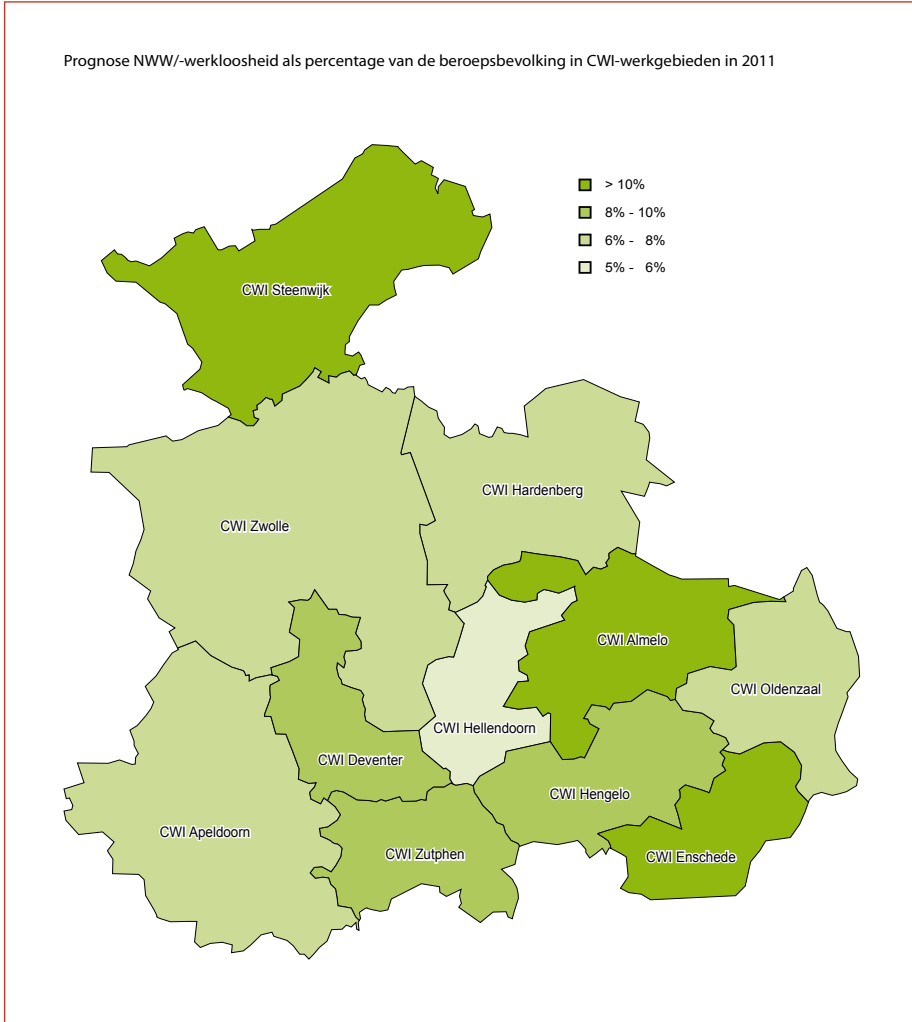 Prognose NWW/-werkloosheid als percentage van de beroepsbevolking in CWI-werkgebieden in 2011
> 10%
8% - 10%
6% - 8%
5% - 6%
CWI Steenwijk
CWI Hardenberg
CWI Zwolle
CWI Almelo
CWI Oldenzaal
CWI Hellendoorn
CWI Deventer
CWI Hengelo
CWI Apeldoorn
CWI Zutphen
CWI Enschede